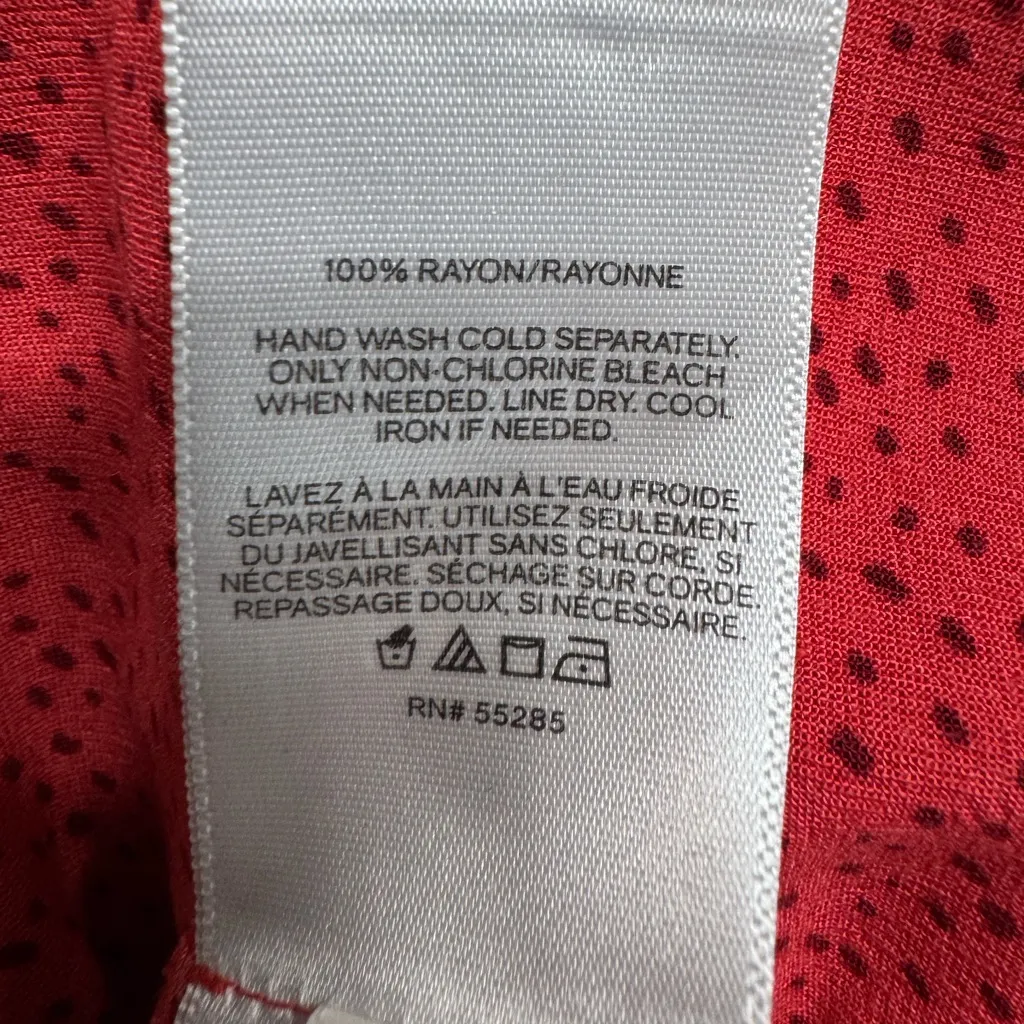 100% RAYON/RAYONNE
HAND WASH COLD SEPARATELY.
ONLY NON-CHLORINE BLEACH
WHEN NEEDED. LINE DRY. COOL
IRON IF NEEDED.
LAVEZ À LA MAIN À L'EAU FROIDE
SÉPARÉMENT. UTILISEZ SEULEMENT
DU JAVELLISANT SANS CHLORE, SI
NÉCESSAIRE. SÉCHAGE SUR CORDE.
REPASSAGE DOUX, SI NÉCESSAIRE.
RN# 55285